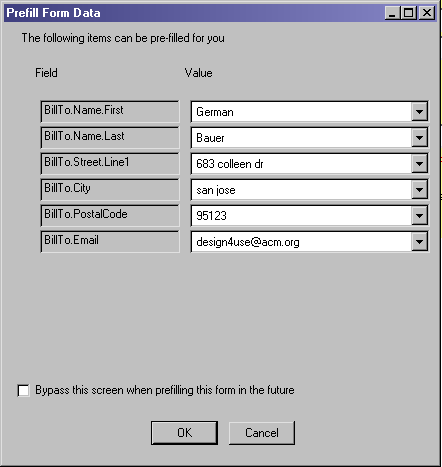 Prefill Form Data
The following items can be pre-filled for you
Field Value
BillTo.Name.First German
BillTo.Name.Last Bauer
BillTo.Street.Line1 683 colleen dr
BillTo.City san jose
BillTo.PostalCode 95123
BillTo.Email design4use@acm.org
Bypass this screen when prefilling this form in the future
OK Cancel